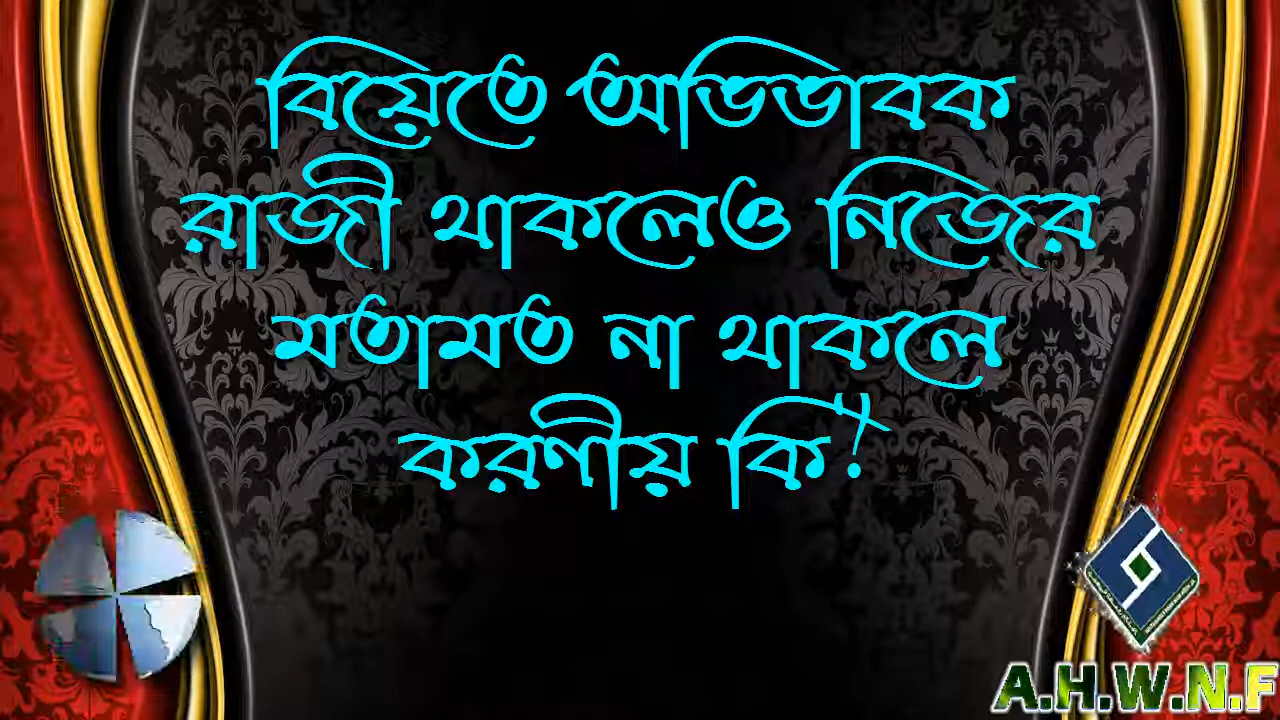 বিয়েতে অভিভাবক
রাজী থাকলেও নিজের
মতামত না থাকলে
করণীয় কি?
A.H.W.N.F